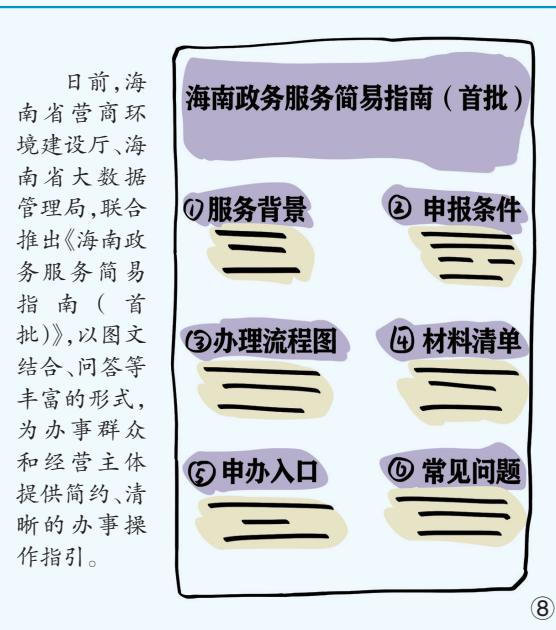 日前,海
南省营商环
境建设厅、海
南省大数据
管理局,联合
推出《海南政
务服务简易
指南(首
批)》,以图文
结合、问答等
丰富的形式,
为办事群众
和经营主体
提供简约、清
晰的办事操
作指引。
海南政务服务简易指南(首批)
①服务背景
② 申报条件
③办理流程图
④ 材料清单
⑤ 申办入口
⑥ 常见问题
⑧